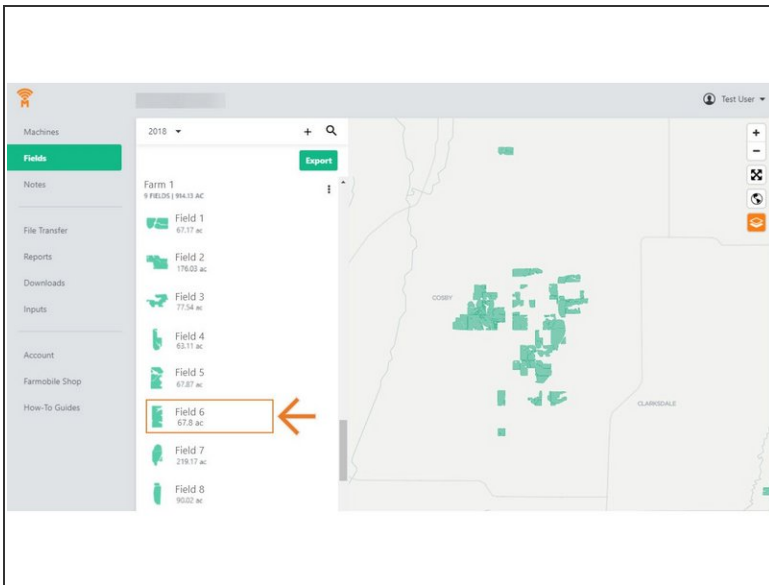 M
Test User
Machines
Fields
Notes
File Transfer
Reports
Downloads
Inputs
Account
Farmobile Shop
How-To Guides
2018
+
Export
Farm 1
9 FIELDS | 914.13 AC
Field 1
67.17 ac
Field 2
176.03 ac
Field 3
77.54 ac
Field 4
63.11 ac
Field 5
67.87 ac
Field 6
67.8 ac
Field 7
219.17 ac
Field 8
90.02 ac
COSBY
CLARKSDALE
+
−